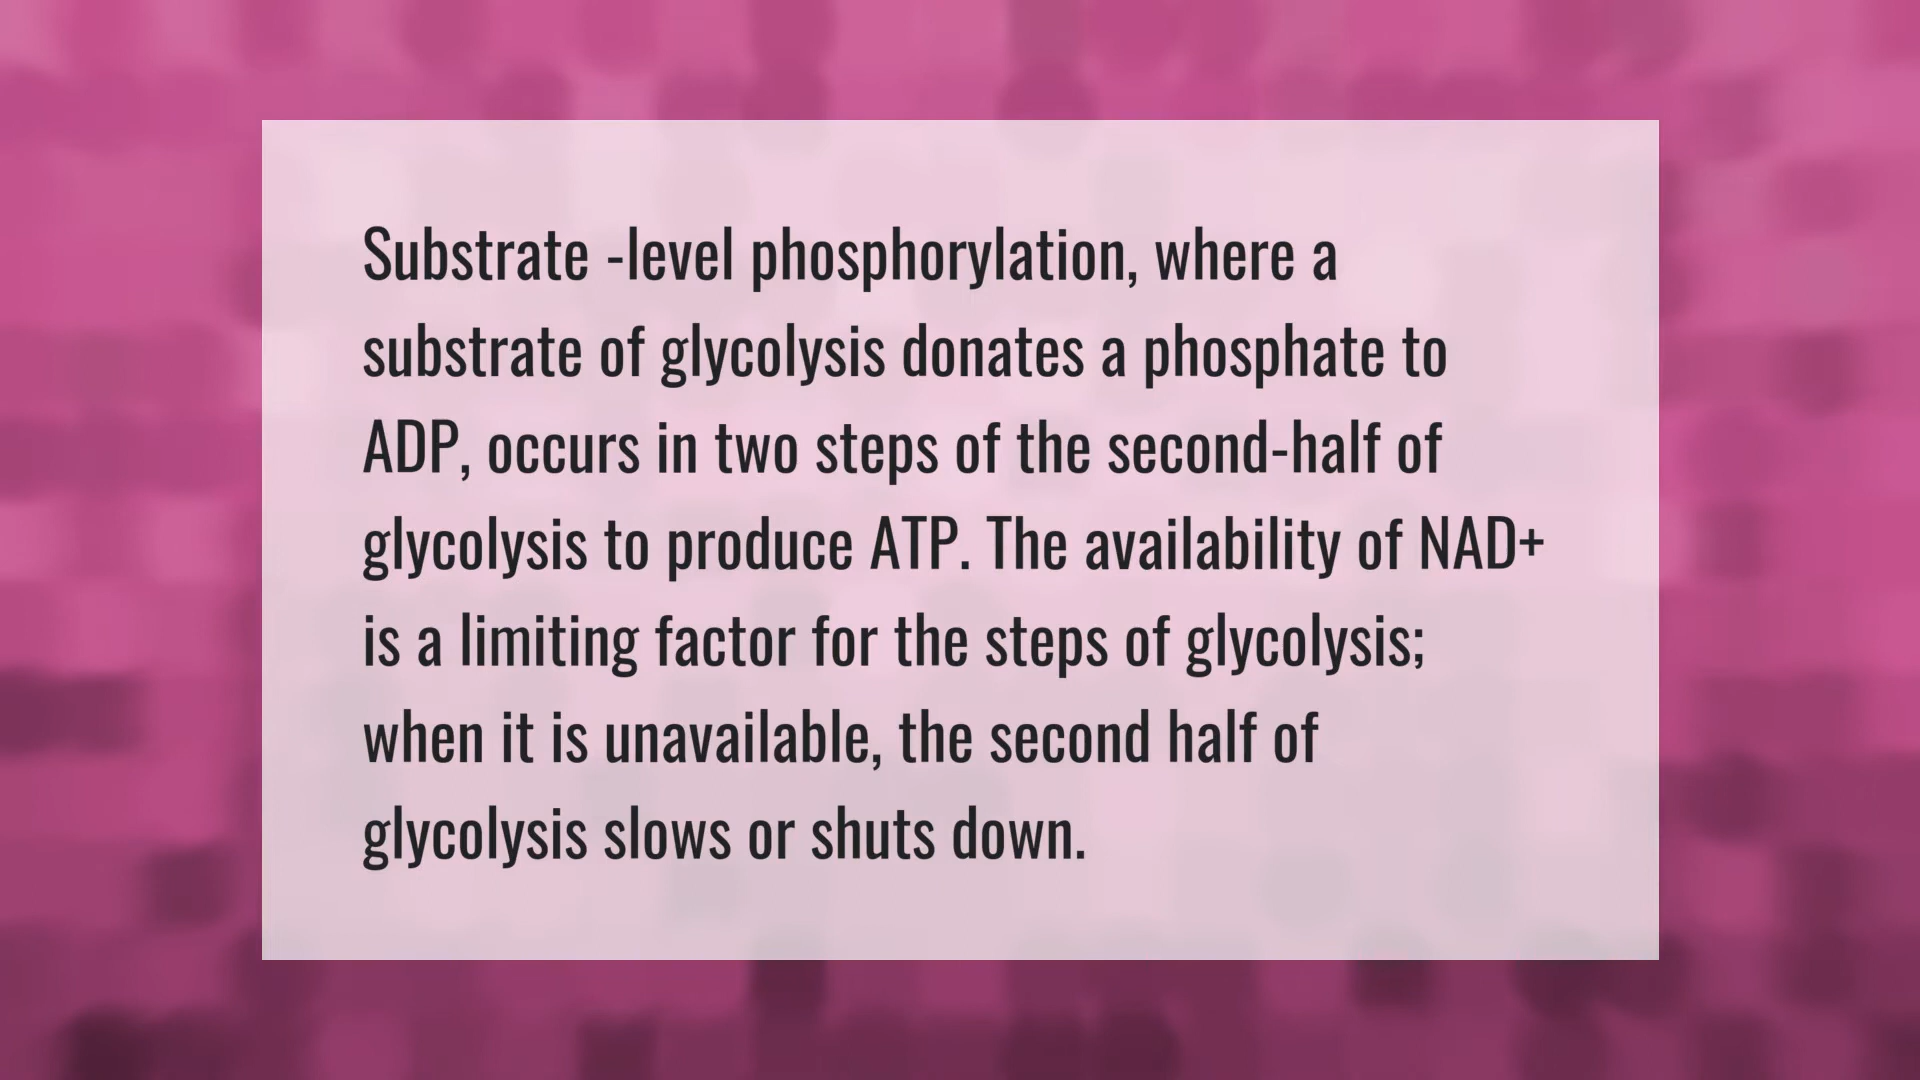 Substrate -level phosphorylation, where a
substrate of glycolysis donates a phosphate to
ADP, occurs in two steps of the second-half of
glycolysis to produce ATP. The availability of NAD+
is a limiting factor for the steps of glycolysis;
when it is unavailable, the second half of
glycolysis slows or shuts down.